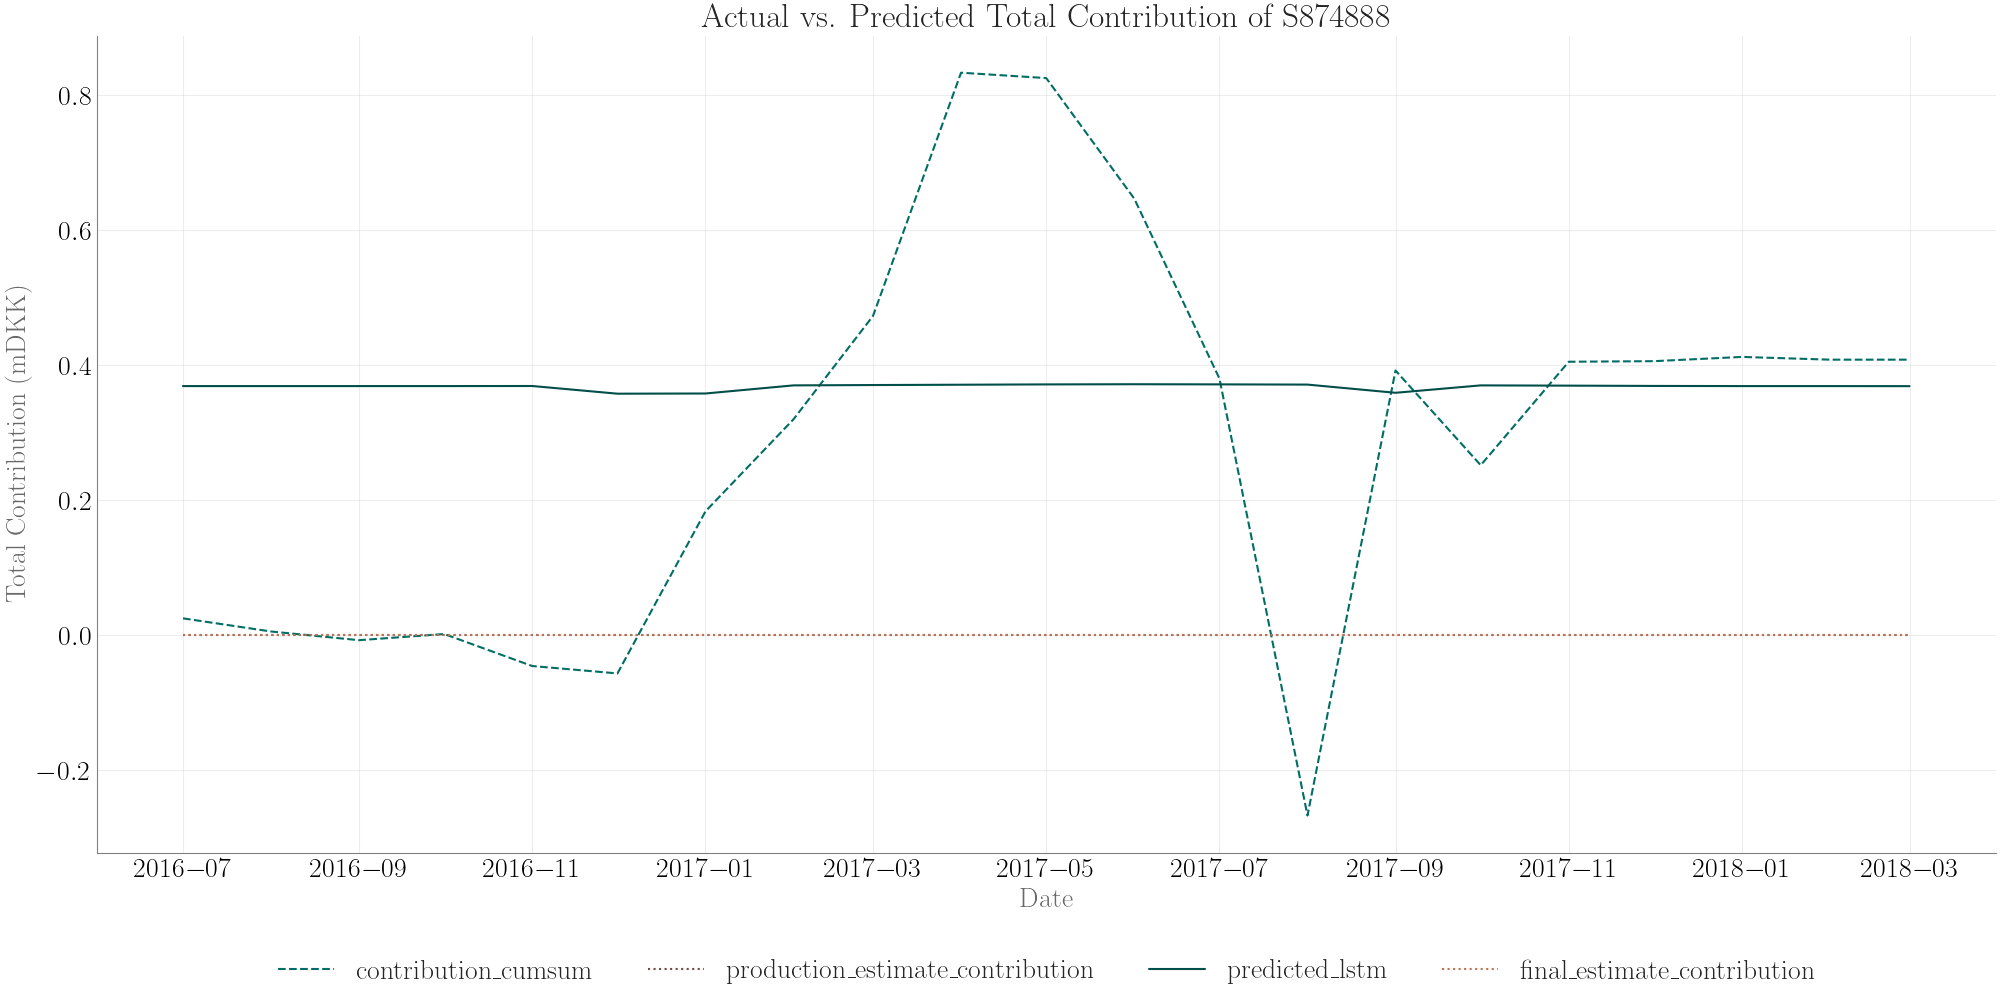 Actual vs. Predicted Total Contribution of S874888
Total Contribution (mDKK)
0.8
0.6
0.4
0.2
0.0
−0.2
2016–07 2016–09 2016–11 2017–01 2017–03 2017–05 2017–07 2017–09 2017–11 2018–01 2018–03
Date
contribution_cumsum production_estimate_contribution predicted_lstm final_estimate_contribution